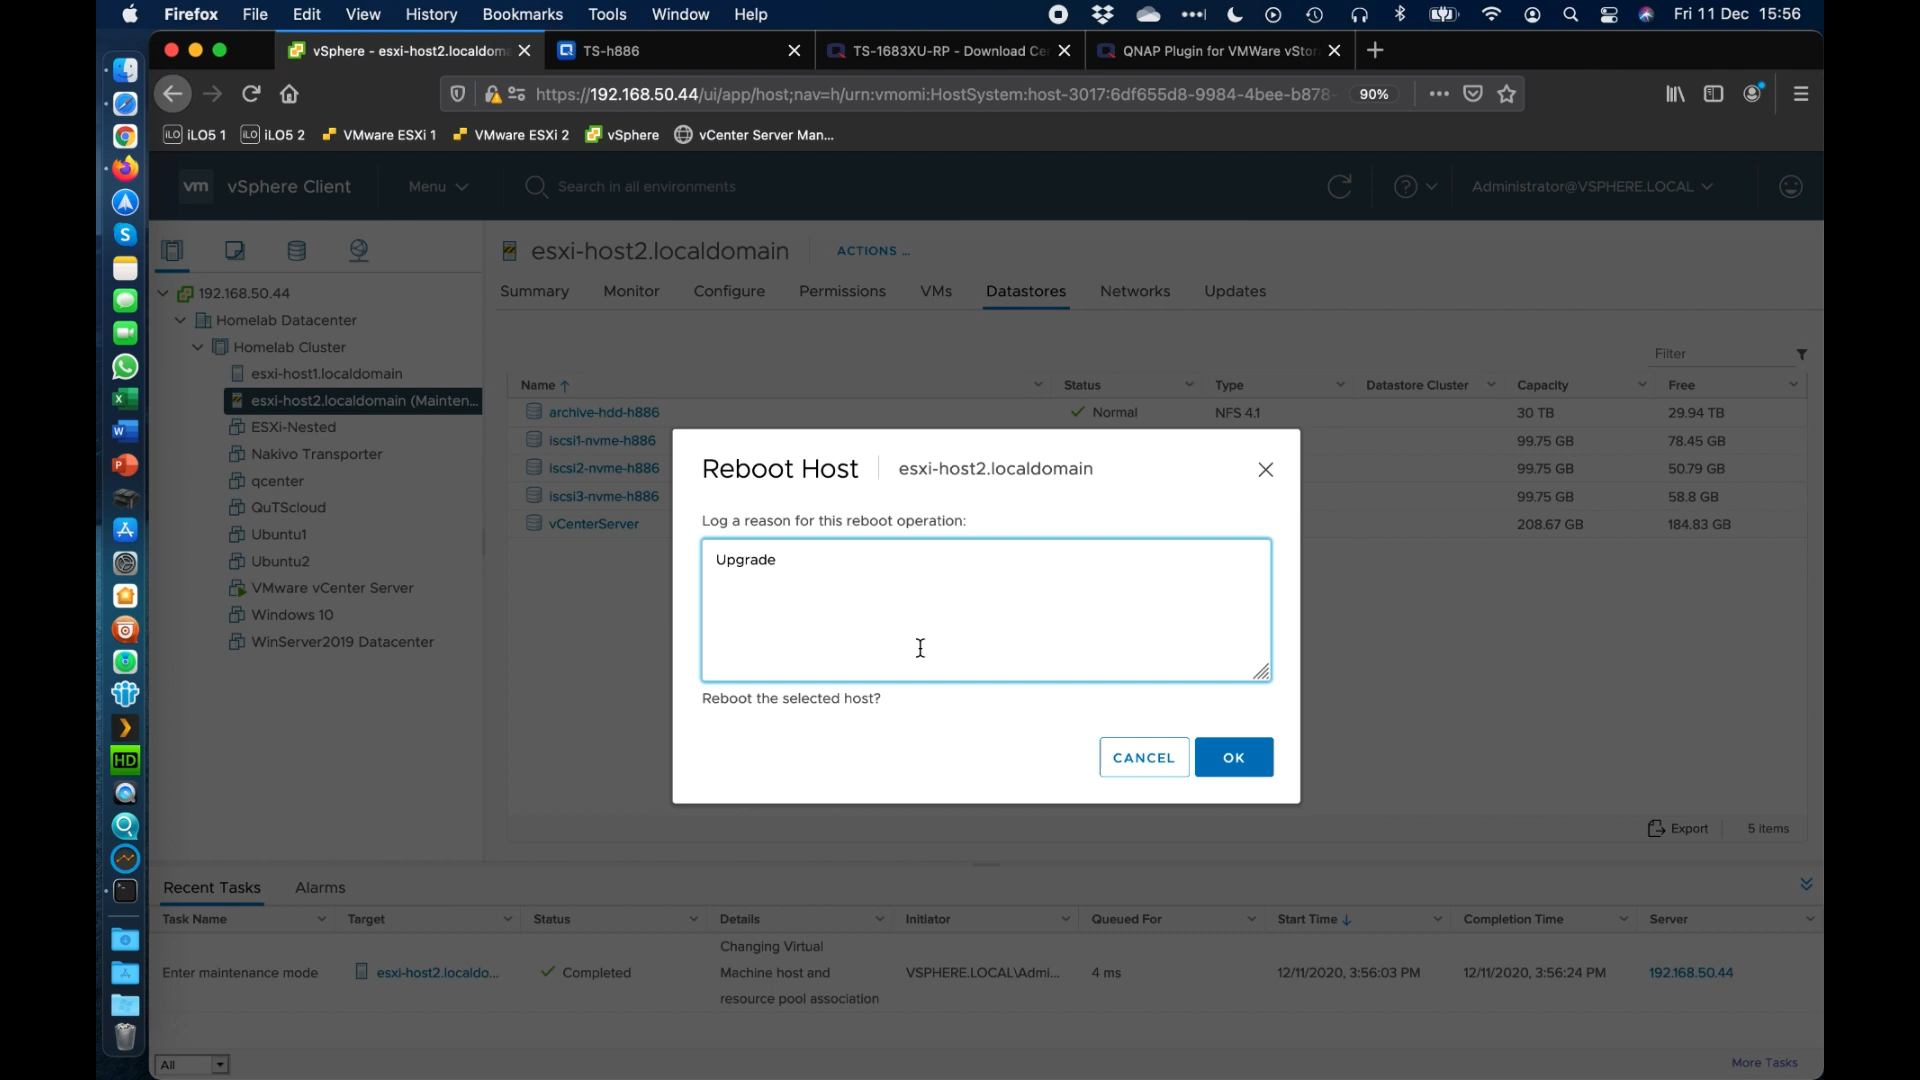 Firefox File Edit View History Bookmarks Tools Window Help Fri 11 Dec 15:56
vSphere - esxi-host2.localdom TS-h886 TS-1683XU-RP - Download Ce QNAP Plugin for VMWare vStor
https://192.168.50.44/ui/app/host;nav=h/urn:vmomi:HostSystem:host-3017:6df655d8-9984-4bee-b878- 90%
iLO iLO5 1 iLO iLO5 2 VMware ESXi 1 VMware ESXi 2 vSphere vCenter Server Man...
vm vSphere Client Menu Search in all environments Administrator@VSPHERE.LOCAL
esxi-host2.localdomain ACTIONS ...
Summary Monitor Configure Permissions VMs Datastores Networks Updates
192.168.50.44
Homelab Datacenter
Homelab Cluster
esxi-host1.localdomain
esxi-host2.localdomain (Mainten...
ESXi-Nested
Nakivo Transporter
qcenter
QuTScloud
Ubuntu1
Ubuntu2
VMware vCenter Server
Windows 10
WinServer2019 Datacenter
Filter
Name Status Type Datastore Cluster Capacity Free
archive-hdd-h886 Normal NFS 4.1 30 TB 29.94 TB
iscsi1-nvme-h886 99.75 GB 78.45 GB
iscsi2-nvme-h886 99.75 GB 50.79 GB
iscsi3-nvme-h886 99.75 GB 58.8 GB
vCenterServer 208.67 GB 184.83 GB
Reboot Host esxi-host2.localdomain
Log a reason for this reboot operation:
Upgrade
Reboot the selected host?
CANCEL OK
Export 5 items
Recent Tasks Alarms
Task Name Target Status Details Initiator Queued For Start Time Completion Time Server
Changing Virtual
Enter maintenance mode esxi-host2.localdo... Completed Machine host and VSPHERE.LOCAL\Admi... 4 ms 12/11/2020, 3:56:03 PM 12/11/2020, 3:56:24 PM 192.168.50.44
resource pool association
All More Tasks
HD